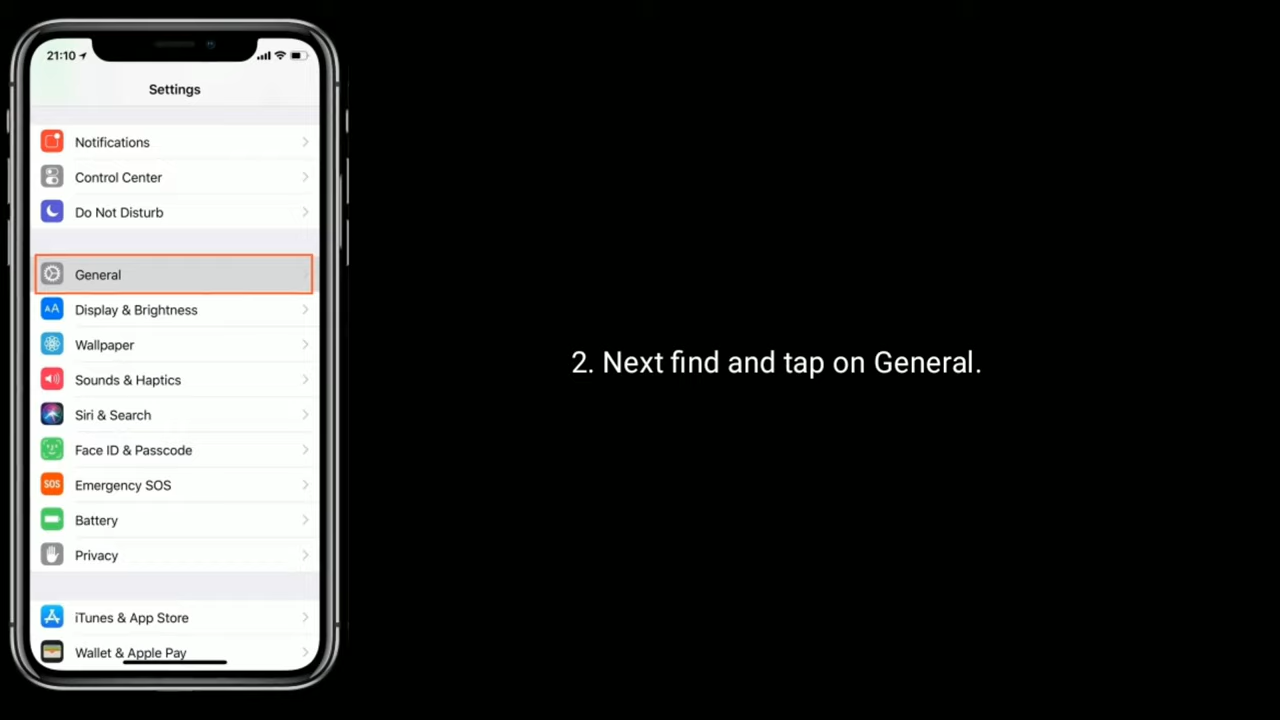 21:10
Settings
Notifications
Control Center
Do Not Disturb
General
AA Display & Brightness
Wallpaper
Sounds & Haptics
Siri & Search
Face ID & Passcode
SOS Emergency SOS
Battery
Privacy
iTunes & App Store
Wallet & Apple Pay
2. Next find and tap on General.